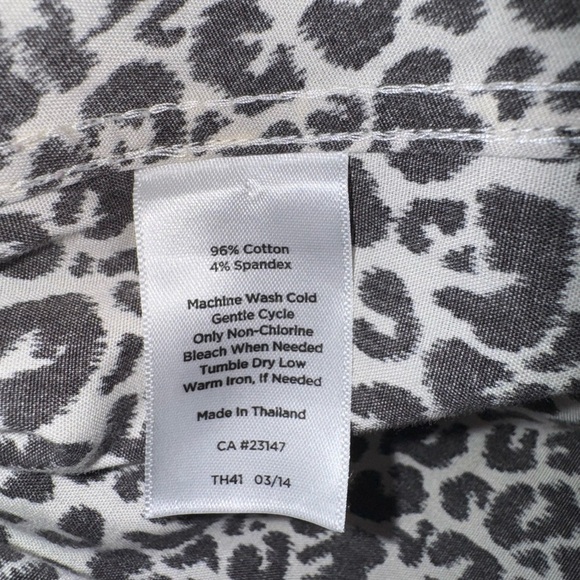 96% Cotton
4% Spandex
Machine Wash Cold
Gentle Cycle
Only Non-Chlorine
Bleach When Needed
Tumble Dry Low
Warm Iron, If Needed
Made In Thailand
CA #23147
TH41 03/14